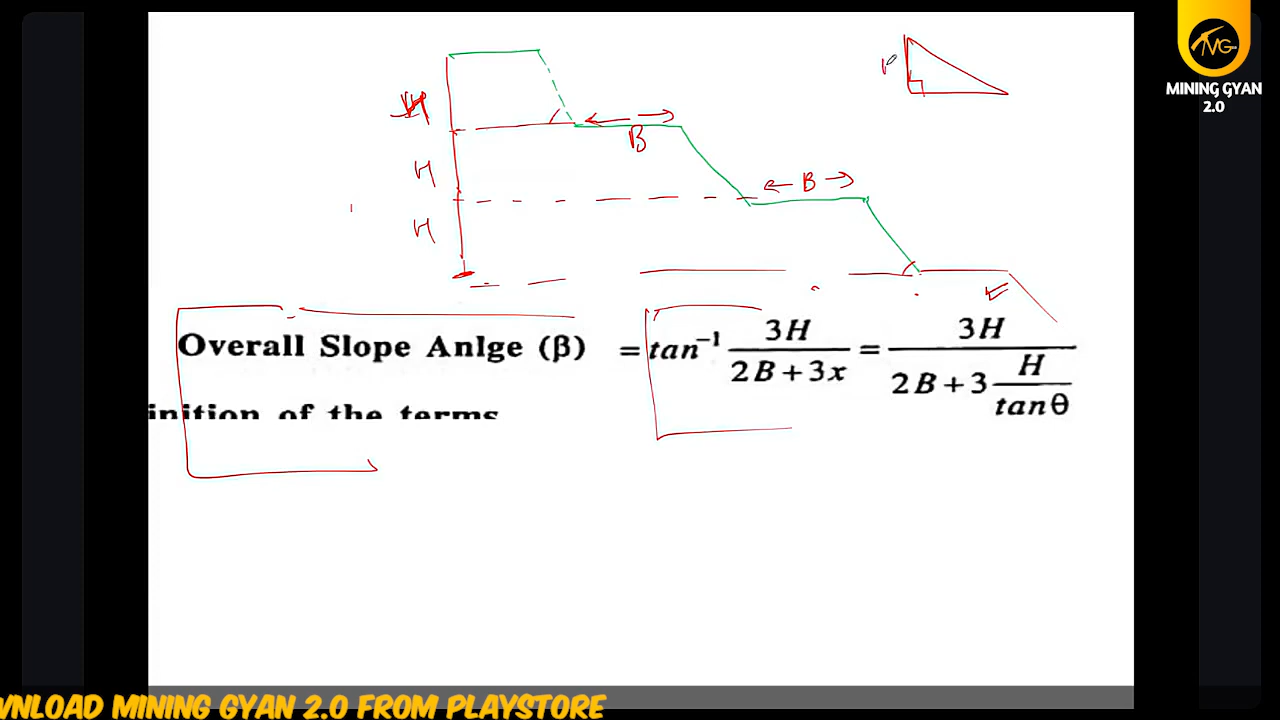 MINING GYAN
2.0
H
B
H
B
H
Overall Slope Anlge (β) = tan⁻¹ 3H / (2B + 3x) = 3H / (2B + 3 H / tanθ)
inition of the terms
WNLOAD MINING GYAN 2.0 FROM PLAYSTORE